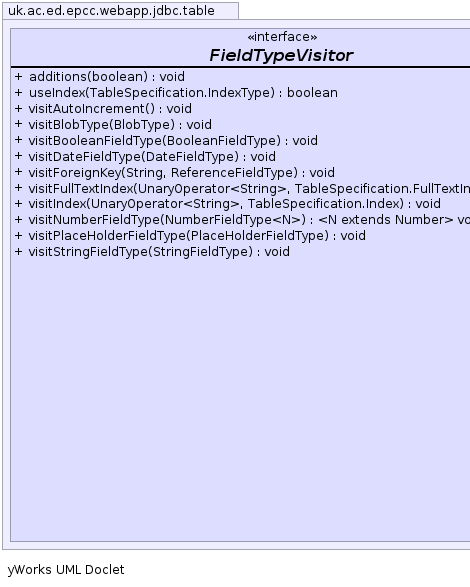 uk.ac.ed.epcc.webapp.jdbc.table
«interface»
FieldTypeVisitor
+ additions(boolean) : void
+ useIndex(TableSpecification.IndexType) : boolean
+ visitAutoIncrement() : void
+ visitBlobType(BlobType) : void
+ visitBooleanFieldType(BooleanFieldType) : void
+ visitDateFieldType(DateFieldType) : void
+ visitForeignKey(String, ReferenceFieldType) : void
+ visitFullTextIndex(UnaryOperator<String>, TableSpecification.FullTextIn
+ visitIndex(UnaryOperator<String>, TableSpecification.Index) : void
+ visitNumberFieldType(NumberFieldType<N>) : <N extends Number> vo
+ visitPlaceHolderFieldType(PlaceHolderFieldType) : void
+ visitStringFieldType(StringFieldType) : void
yWorks UML Doclet